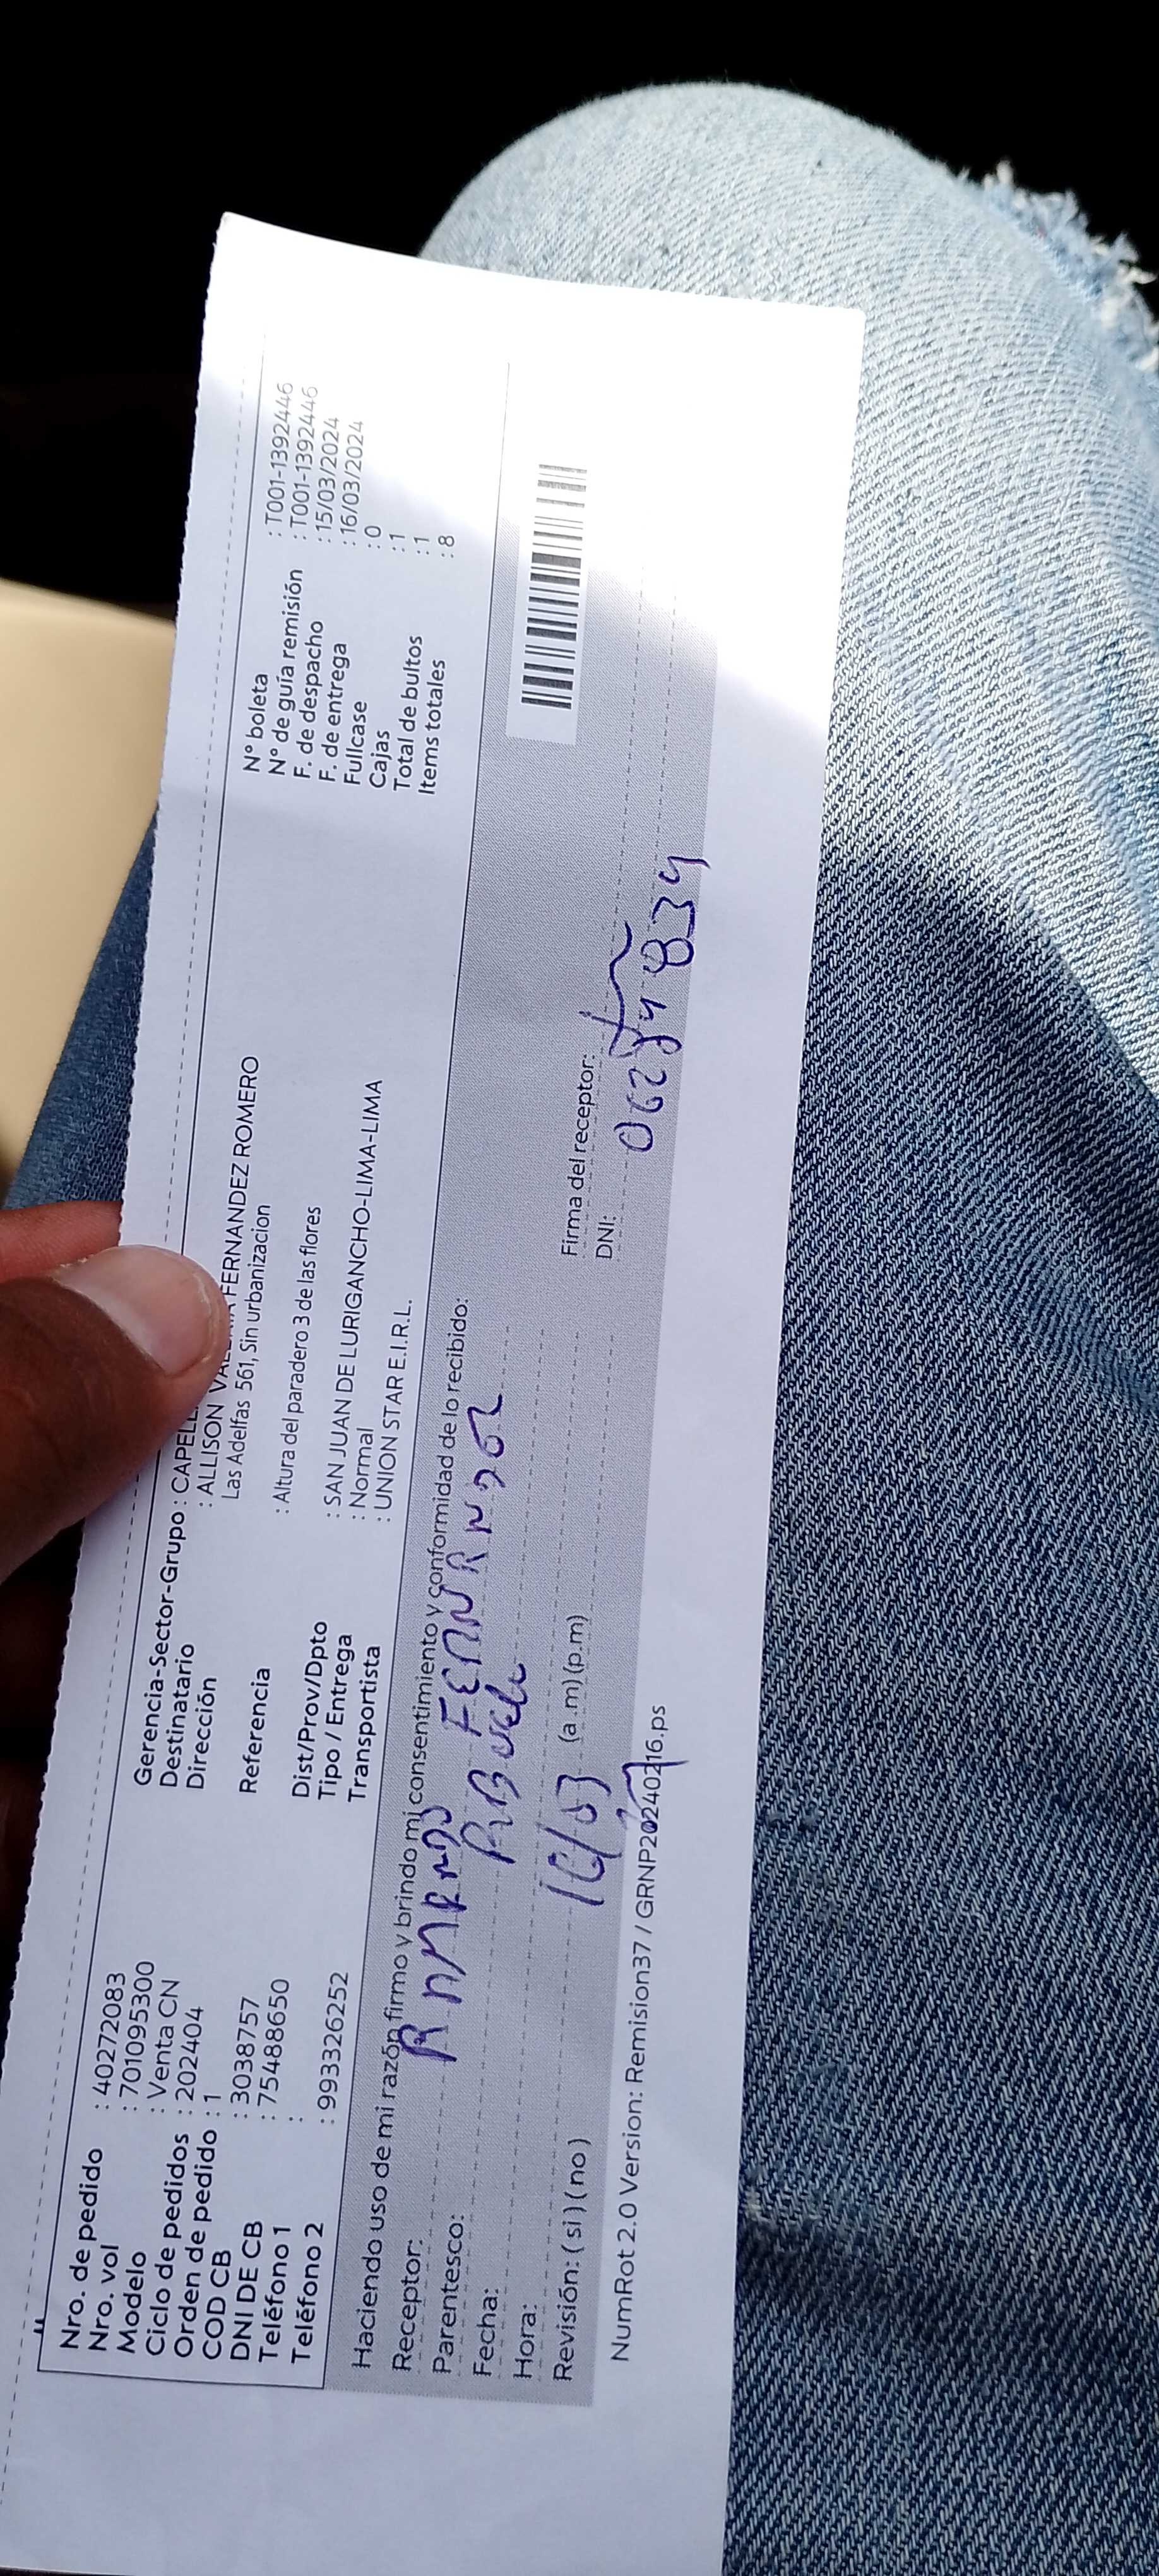 Nro. de pedido : 402722083
Nro. vol : 701095300
Modelo : Venta CN
Ciclo de pedidos : 202404
Orden de pedido : 1
COD CB : 3038757
DNI DE CB : 75488650
Teléfono 1 :
Teléfono 2 : 993326252
Gerencia-Sector-Grupo : CAPELL
Destinatario : ALLISON FERNANDEZ ROMERO
Dirección Las Adelfas 561, Sin urbanizacion
Referencia : Altura del paradero 3 de las flores
Dist/Prov/Dpto : SAN JUAN DE LURIGANCHO-LIMA-LIMA
Tipo / Entrega : Normal
Transportista : UNION STAR E.I.R.L.
N° boleta : T001-1392446
N° de guía remisión : T001-1392446
F. de despacho : 15/03/2024
F. de entrega : 16/03/2024
Fullcase : 0
Cajas : 1
Total de bultos : 1
Items totales : 8
Haciendo uso de mi razón firmo y brindo mi consentimiento y conformidad de lo recibido:
Receptor:
Parentesco:
Fecha:
Hora: (a .m) (p.m)
Revisión: ( si ) ( no )
Firma del receptor:
DNI:
NumRot 2.0 Version: Remision37 / GRNP20240216.ps